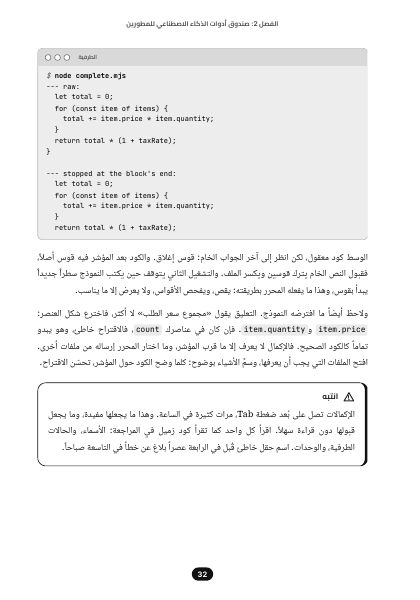 الفصل 2: صندوق أدوات الذكاء الاصطناعي للمطورين
الطرفية
$ node complete.mjs
--- raw:
  let total = 0;
  for (const item of items) {
    total += item.price * item.quantity;
  }
  return total * (1 + taxRate);
}
--- stopped at the block's end:
  let total = 0;
  for (const item of items) {
    total += item.price * item.quantity;
  }
  return total * (1 + taxRate);
الوسط كود معقول، لكن انظر إلى آخر الجواب الخام: قوس إغلاق. والكود بعد المؤشر فيه قوس أصلاً،
فقبول النص الخام يترك قوسين ويكسر الملف. والتشغيل الثاني يتوقف حين يكتب النموذج سطراً جديداً
يبدأ بقوس، وهذا ما يفعله المحرر بطريقته: يقص، ويفحص الأقواس، ولا يعرض إلا ما يناسب.
ولاحظ أيضاً ما افترضه النموذج. التعليق يقول «مجموع سعر الطلب» لا أكثر، فاخترع شكل العنصر:
item.price و item.quantity. فإن كان في عناصرك count، فالاقتراح خاطئ، وهو يبدو
تماماً كالكود الصحيح. فالإكمال لا يعرف إلا ما قرب المؤشر، وما اختار المحرر إرساله من ملفات أخرى.
افتح الملفات التي يجب أن يعرفها، وسمِّ الأشياء بوضوح: كلما وضح الكود حول المؤشر، تحسّن الاقتراح.
انتبه
الإكمالات تصل على بُعد ضغطة Tab، مرات كثيرة في الساعة. وهذا ما يجعلها مفيدة، وما يجعل
قبولها دون قراءة سهلاً. اقرأ كل واحد كما تقرأ كود زميل في المراجعة: الأسماء، والحالات
الطرفية، والوحدات. اسم حقل خاطئ قُبل في الرابعة عصراً بلاغ عن خطأ في التاسعة صباحاً.
32